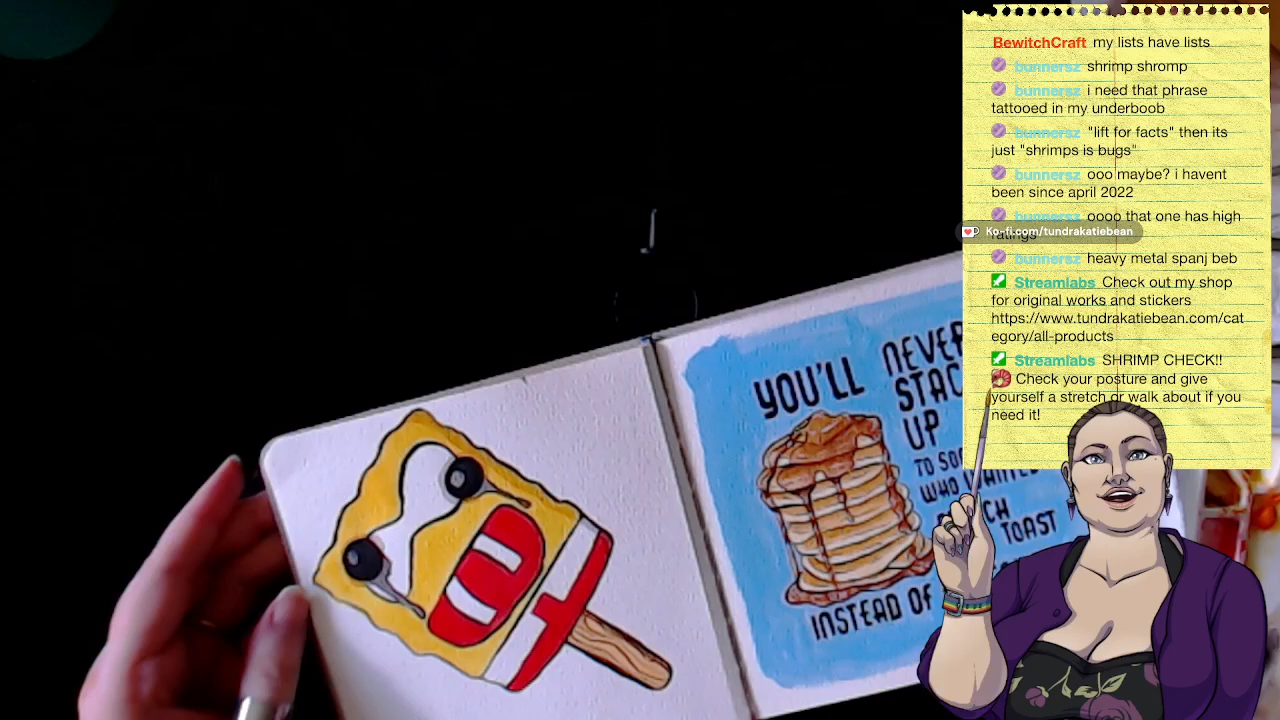 BewitchCraft my lists have lists
bunnersz shrimp shromp
bunnersz i need that phrase
tattooed in my underboob
bunnersz "lift for facts" then its
just "shrimps is bugs"
bunnersz ooo maybe? i havent
been since april 2022
bunnersz oooo that one has high
ratings
Ko-fi.com/tundrakatiebean
bunnersz heavy metal spanj beb
Streamlabs Check out my shop
for original works and stickers
https://www.tundrakatiebean.com/cat
egory/all-products
Streamlabs SHRIMP CHECK!!
Check your posture and give
yourself a stretch or walk about if you
need it!
YOU'LL NEVER
STAC
UP
TO SO
WHO WANTED
CH
TOAST
INSTEAD OF